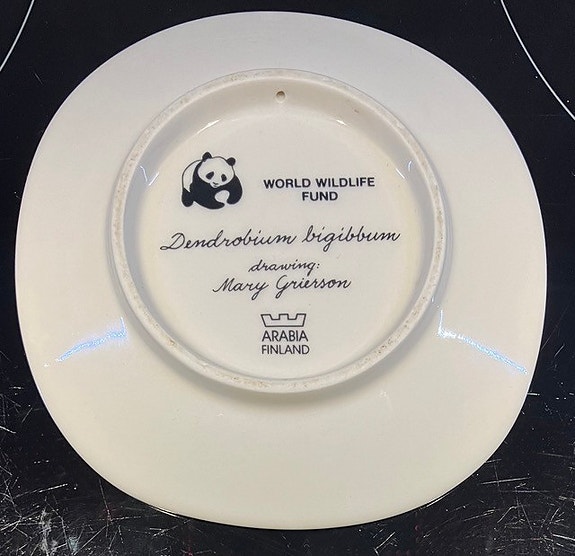 WORLD WILDLIFE
FUND
Dendrobium bigibbum
drawing:
Mary Grierson
ARABIA
FINLAND